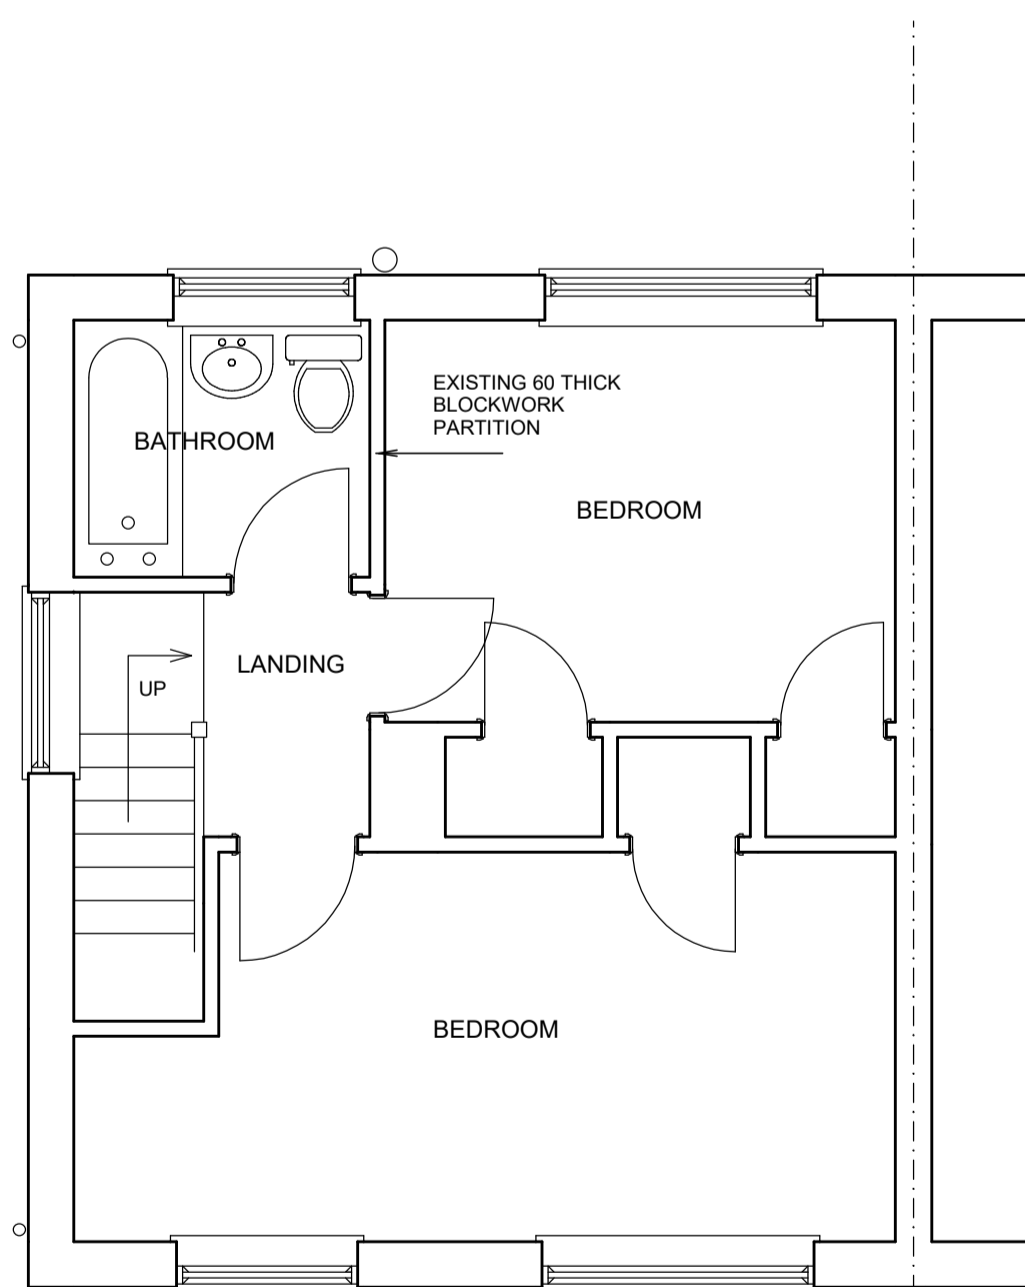 EXISTING 60 THICK
BLOCKWORK
PARTITION
BATHROOM
BEDROOM
LANDING
UP
BEDROOM